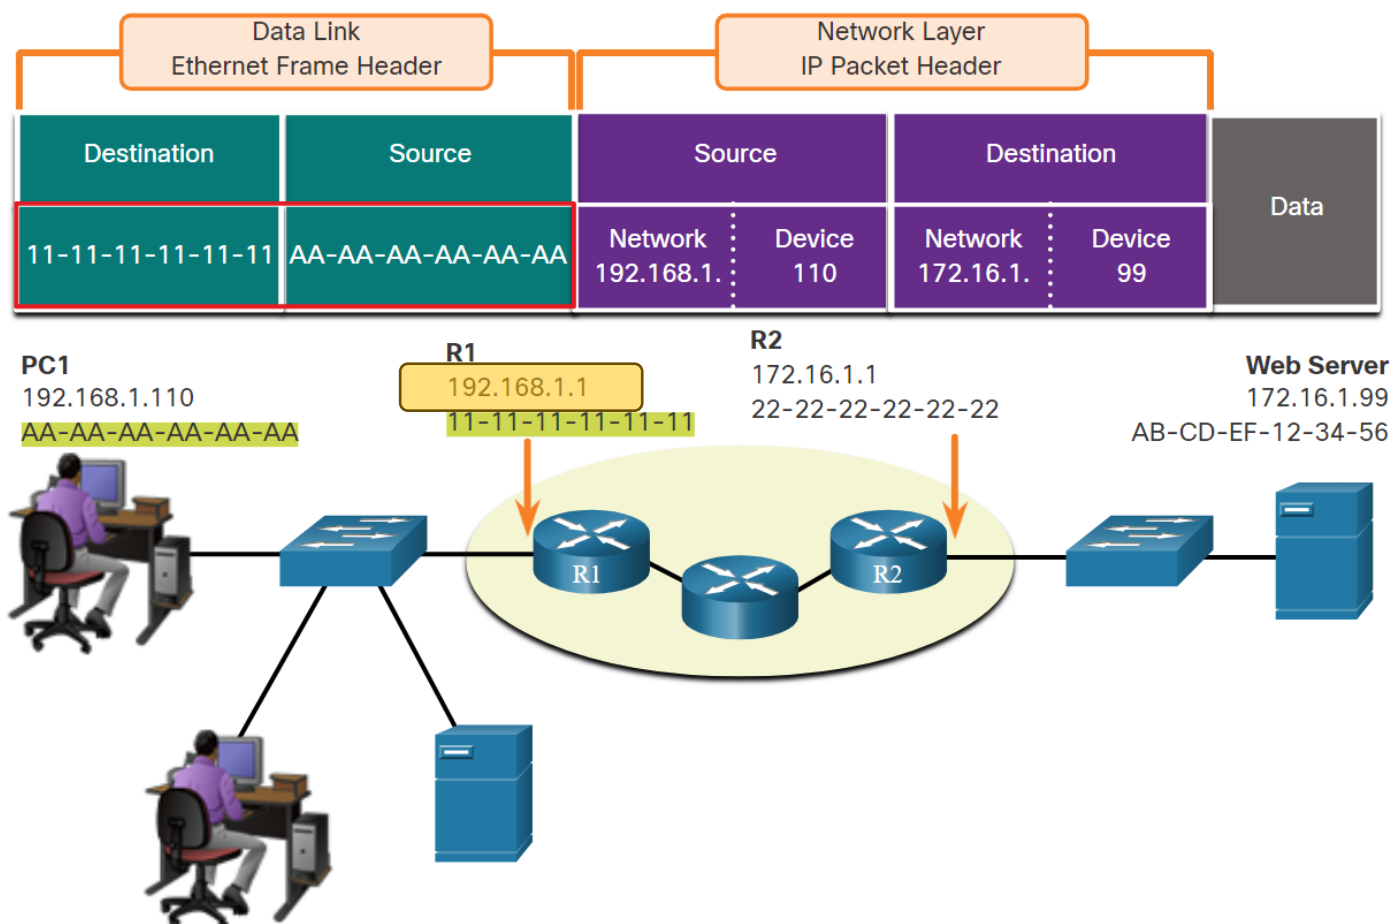 Data Link
Ethernet Frame Header
Network Layer
IP Packet Header
Destination
Source
Source
Destination
Data
11-11-11-11-11-11
AA-AA-AA-AA-AA-AA
Network
192.168.1.
Device
110
Network
172.16.1.
Device
99
PC1
192.168.1.110
AA-AA-AA-AA-AA-AA
R1
192.168.1.1
11-11-11-11-11-11
R2
172.16.1.1
22-22-22-22-22-22
Web Server
172.16.1.99
AB-CD-EF-12-34-56
R1
R2